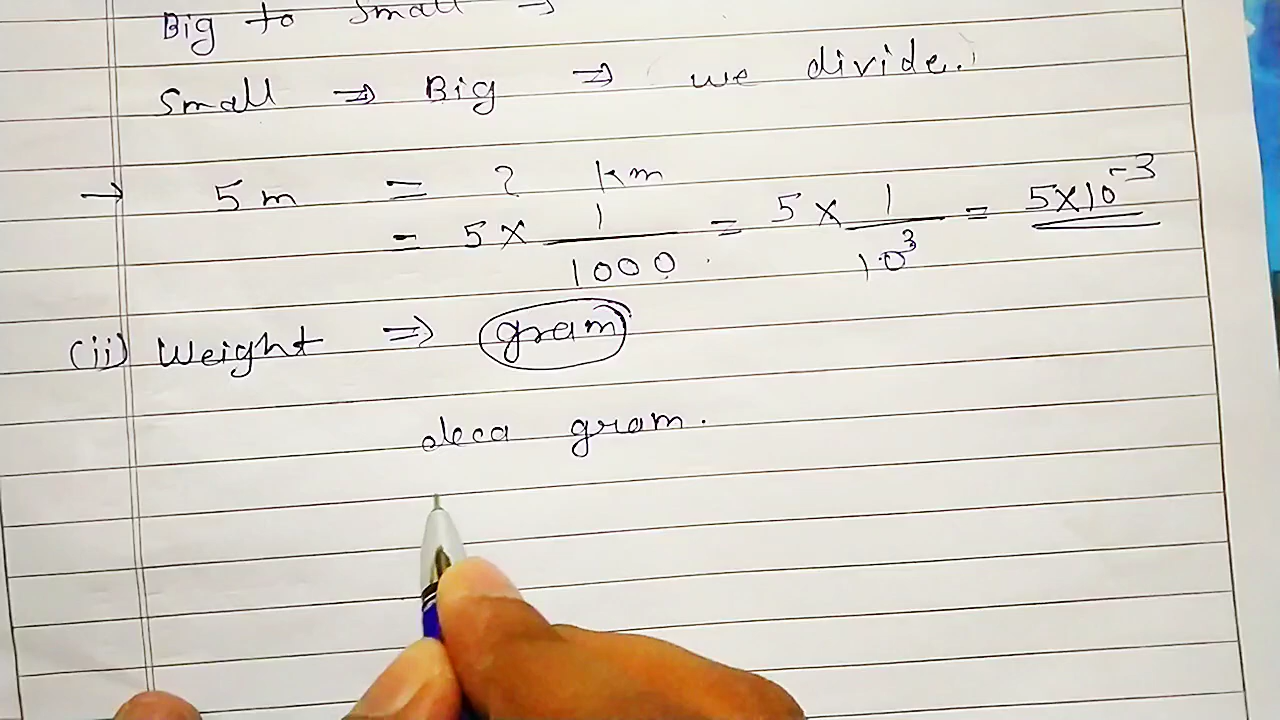 Big to Small →
Small ⇒ Big ⇒ we divide.
→ 5m = ? km
= 5 × 1/1000 = 5 × 1/10³ = 5×10⁻³
(ii) Weight ⇒ gram
deca gram.